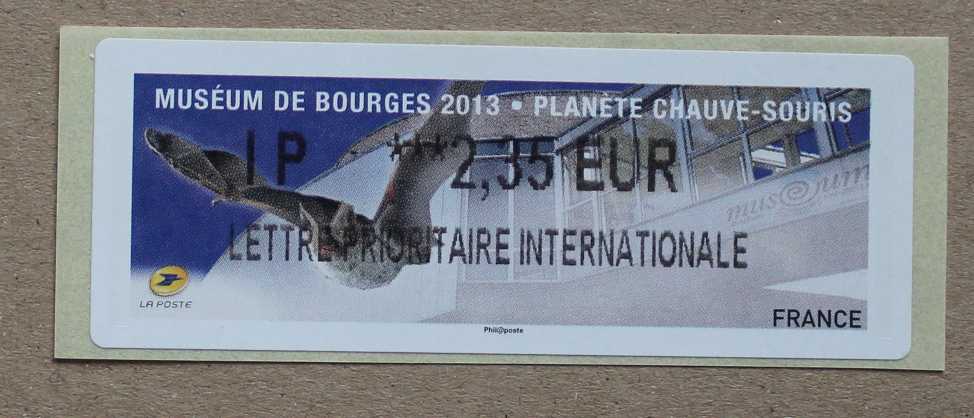 MUSÉUM DE BOURGES 2013 • PLANÈTE CHAUVE-SOURIS
IP ***2,35 EUR
muséum
LETTRE PRIORITAIRE INTERNATIONALE
LA POSTE
FRANCE
Phil@poste